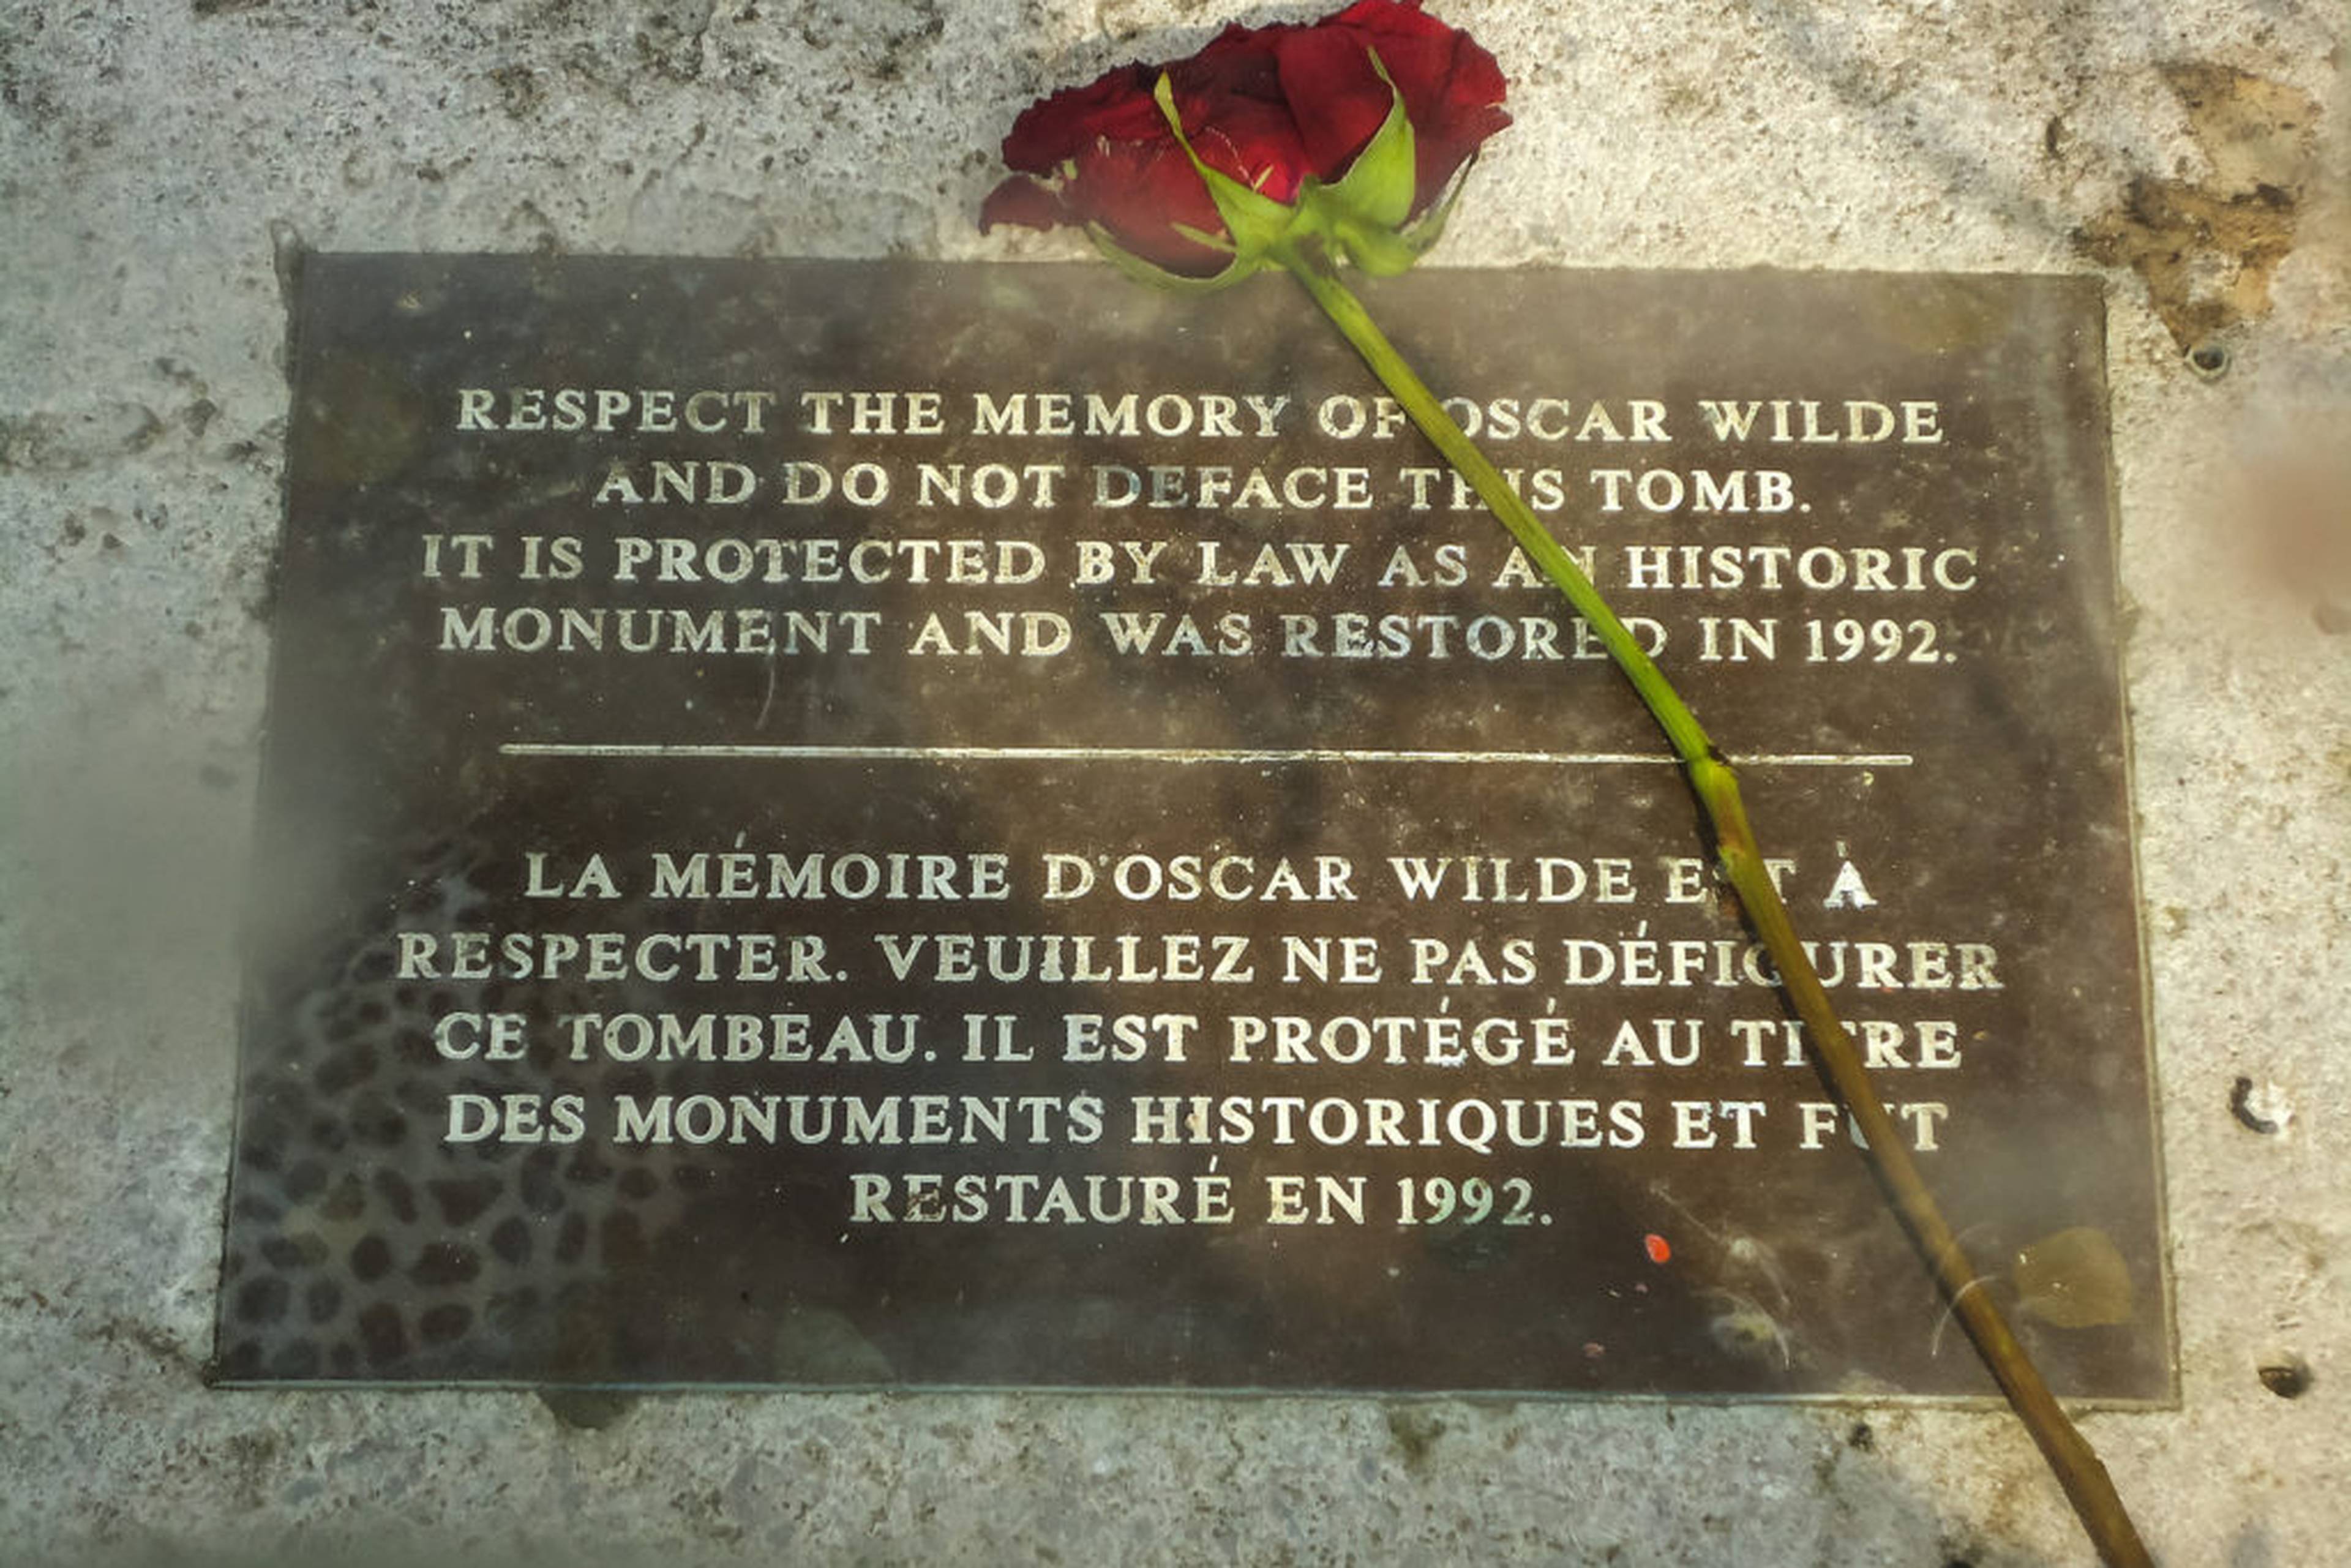 RESPECT THE MEMORY OF OSCAR WILDE
AND DO NOT DEFACE THIS TOMB.
IT IS PROTECTED BY LAW AS AN HISTORIC
MONUMENT AND WAS RESTORED IN 1992.
LA MÉMOIRE D'OSCAR WILDE EST À
RESPECTER. VEUILLEZ NE PAS DÉFIGURER
CE TOMBEAU. IL EST PROTÉGÉ AU TITRE
DES MONUMENTS HISTORIQUES ET FUT
RESTAURÉ EN 1992.